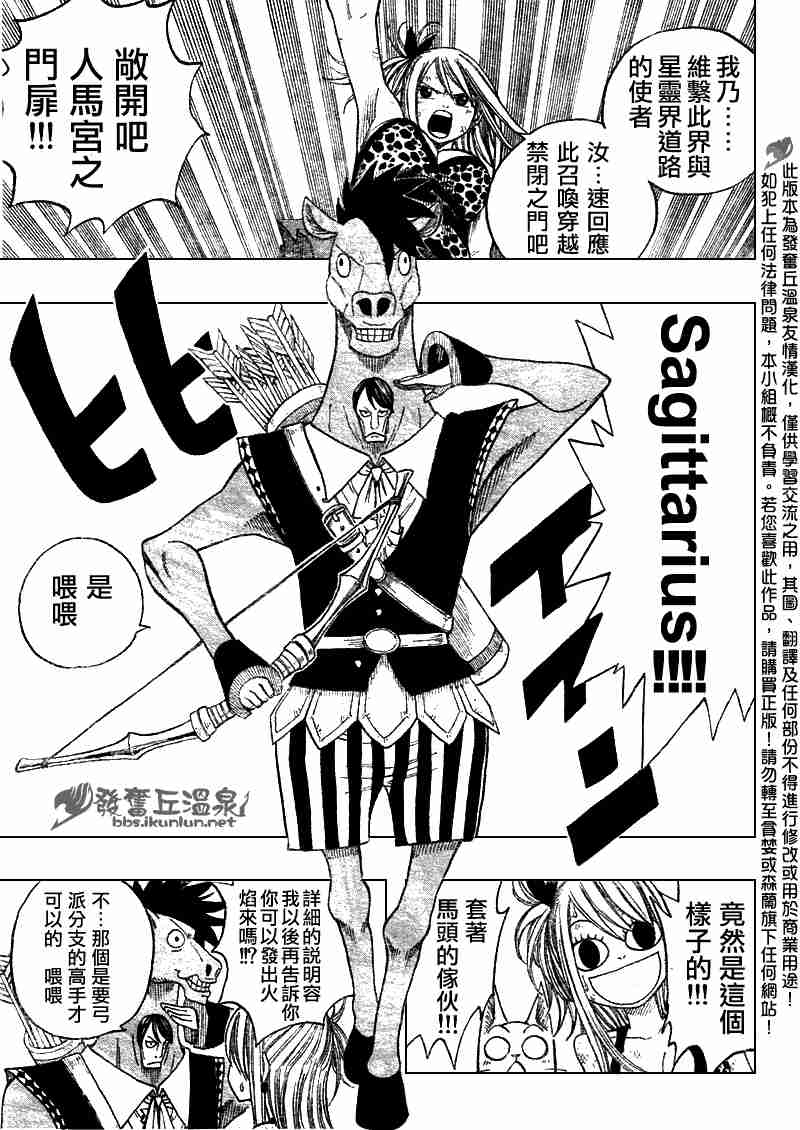 我乃……
維繫此界與
星靈界道路
的使者
汝…速回應
此召喚穿越
禁閉之門吧
敞開吧
人馬宮之
門扉!!!
Sagittarius!!!!
ヒヒ
イィン
是
喂喂
竟然是這個
樣子的!!!
套著
馬頭的傢伙!!!
詳細的說明容
我以後再告訴你
你可以發出火
焰來嗎!!?
不…那個是要弓
派分支的高手才
可以的 喂喂
發奮丘溫泉
bbs.ikunlun.net
此版本為發奮丘溫泉友情漢化，僅供學習交流之用，其圖、翻譯及任何部份不得進行修改或用於商業用途！
如犯上任何法律問題，本小組概不負責。若您喜歡此作品，請購買正版！請勿轉至貪婪或森蘭旗下任何網站！